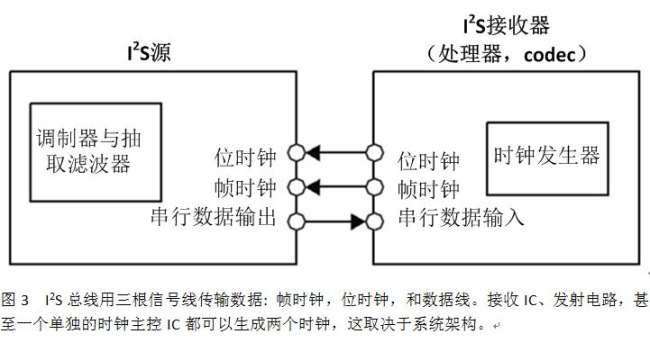 I²S源
I²S接收器
（处理器，codec）
调制器与抽
取滤波器
位时钟
帧时钟
串行数据输出
位时钟
帧时钟
串行数据输入
时钟发生器
图 3 I²S 总线用三根信号线传输数据: 帧时钟，位时钟，和数据线。接收 IC、发射电路，甚
至一个单独的时钟主控 IC 都可以生成两个时钟，这取决于系统架构。